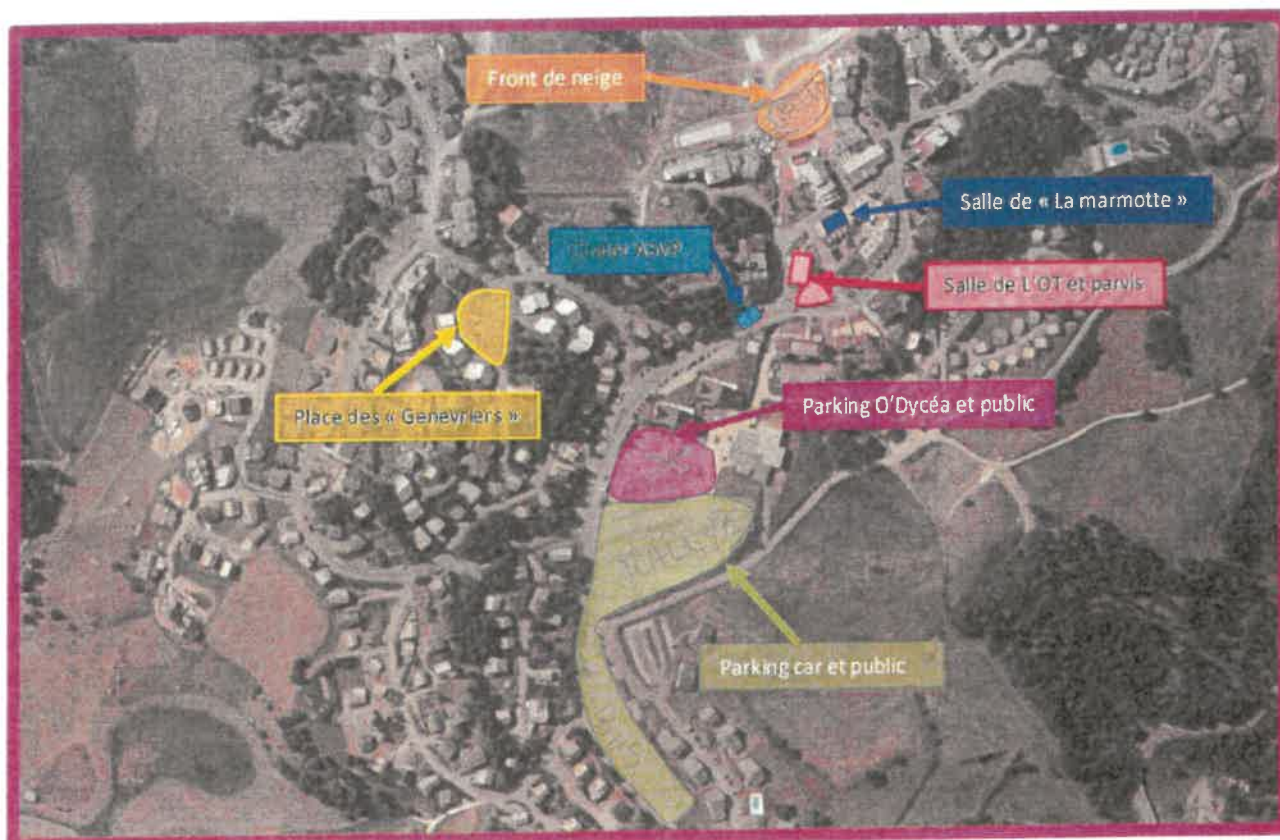 Front de neige
Salle de « La marmotte »
Salle de L'OT et parvis
Place des « Genevriers »
Parking O'Dycéa et public
Parking car et public